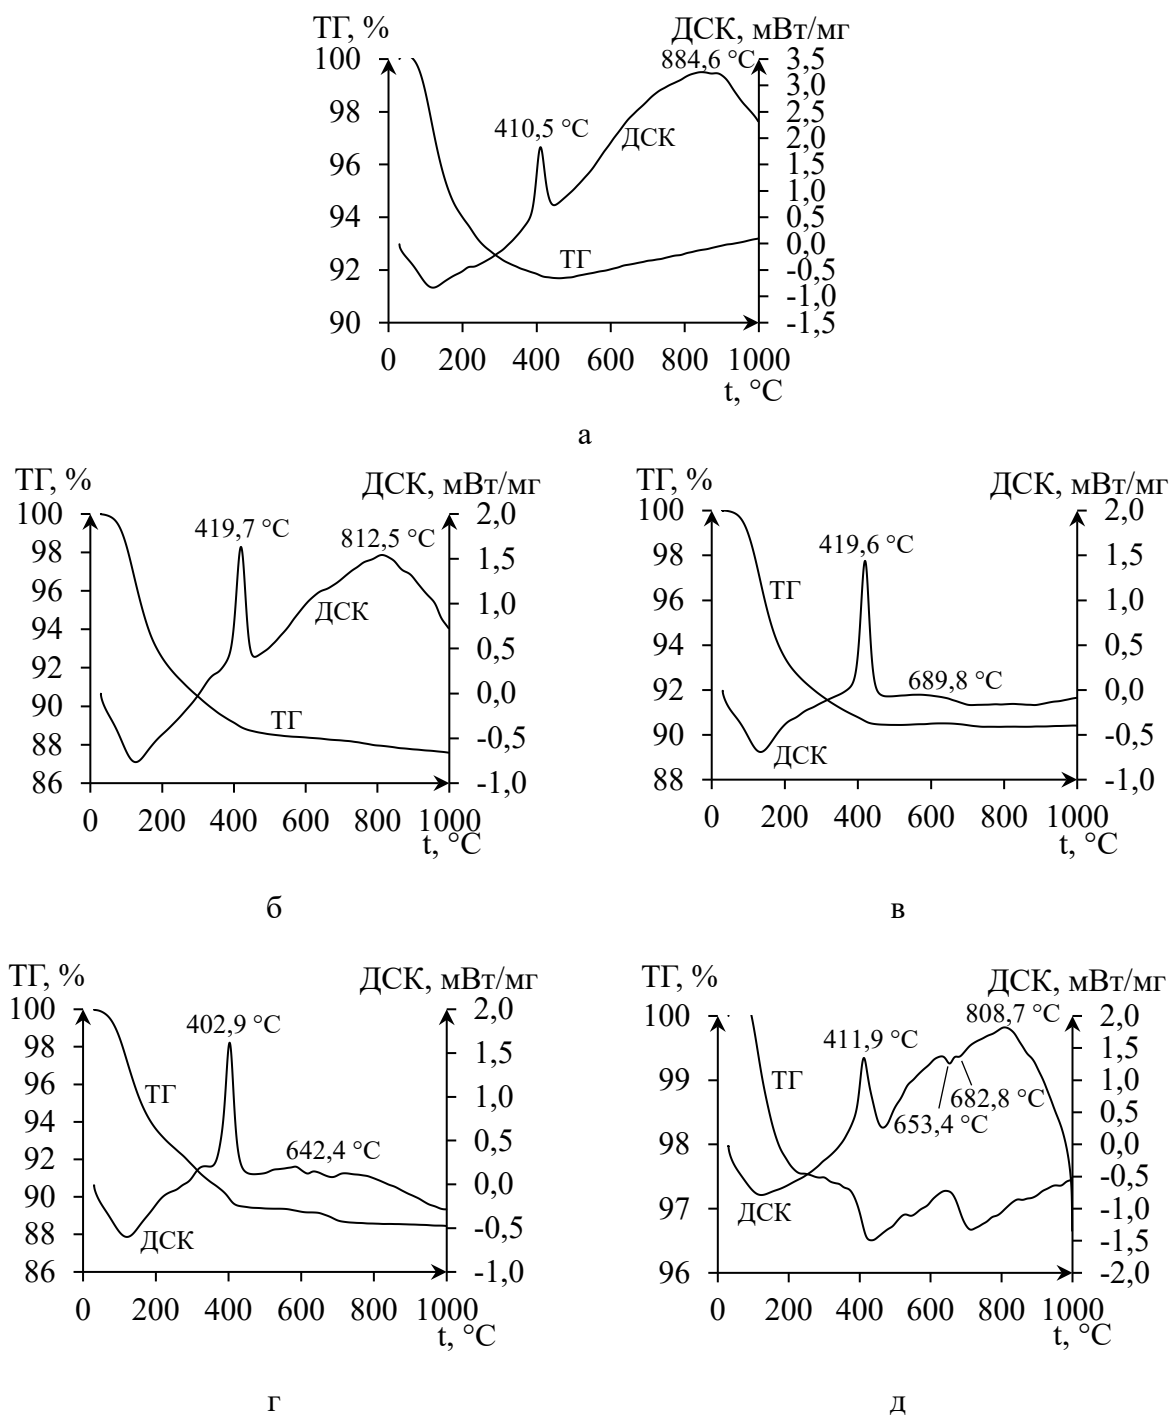 ТГ, %
ДСК, мВт/мг
100
98
96
94
92
90
884,6 °C
410,5 °C
ДСК
ТГ
3,5
3,0
2,5
2,0
1,5
1,0
0,5
0,0
-0,5
-1,0
-1,5
0 200 400 600 800 1000
t, °C
а
ТГ, %
ДСК, мВт/мг
100
98
96
94
92
90
88
86
419,7 °C
812,5 °C
ДСК
ТГ
2,0
1,5
1,0
0,5
0,0
-0,5
-1,0
0 200 400 600 800 1000
t, °C
б
ТГ, %
ДСК, мВт/мг
100
98
96
94
92
90
88
419,6 °C
ТГ
689,8 °C
ДСК
2,0
1,5
1,0
0,5
0,0
-0,5
-1,0
0 200 400 600 800 1000
t, °C
в
ТГ, %
ДСК, мВт/мг
100
98
96
94
92
90
88
86
402,9 °C
ТГ
642,4 °C
ДСК
2,0
1,5
1,0
0,5
0,0
-0,5
-1,0
0 200 400 600 800 1000
t, °C
г
ТГ, %
ДСК, мВт/мг
100
99
98
97
96
808,7 °C
411,9 °C
ТГ
682,8 °C
653,4 °C
ДСК
2,0
1,5
1,0
0,5
0,0
-0,5
-1,0
-1,5
-2,0
0 200 400 600 800 1000
t, °C
д